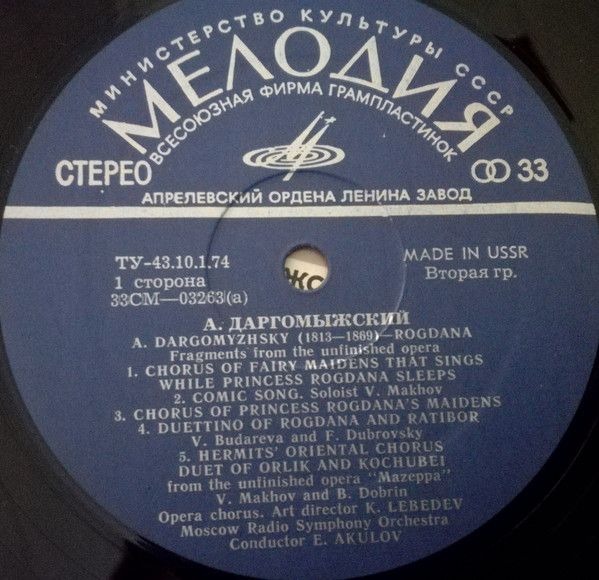 МИНИСТЕРСТВО КУЛЬТУРЫ СССР
МЕЛОДИЯ
ВСЕСОЮЗНАЯ ФИРМА ГРАМПЛАСТИНОК
СТЕРЕО
33
АПРЕЛЕВСКИЙ ОРДЕНА ЛЕНИНА ЗАВОД
ТУ-43.10.1.74
MADE IN USSR
1 сторона
Вторая гр.
33СМ—03263(а)
А. ДАРГОМЫЖСКИЙ
A. DARGOMYZHSKY (1813—1869)—ROGDANA
Fragments from the unfinished opera
1. CHORUS OF FAIRY MAIDENS THAT SINGS
WHILE PRINCESS ROGDANA SLEEPS
2. COMIC SONG. Soloist V. Makhov
3. CHORUS OF PRINCESS ROGDANA'S MAIDENS
4. DUETTINO OF ROGDANA AND RATIBOR
V. Budareva and F. Dubrovsky
5. HERMITS' ORIENTAL CHORUS
DUET OF ORLIK AND KOCHUBEI
from the unfinished opera "Mazeppa"
V. Makhov and B. Dobrin
Opera chorus. Art director K. LEBEDEV
Moscow Radio Symphony Orchestra
Conductor E. AKULOV